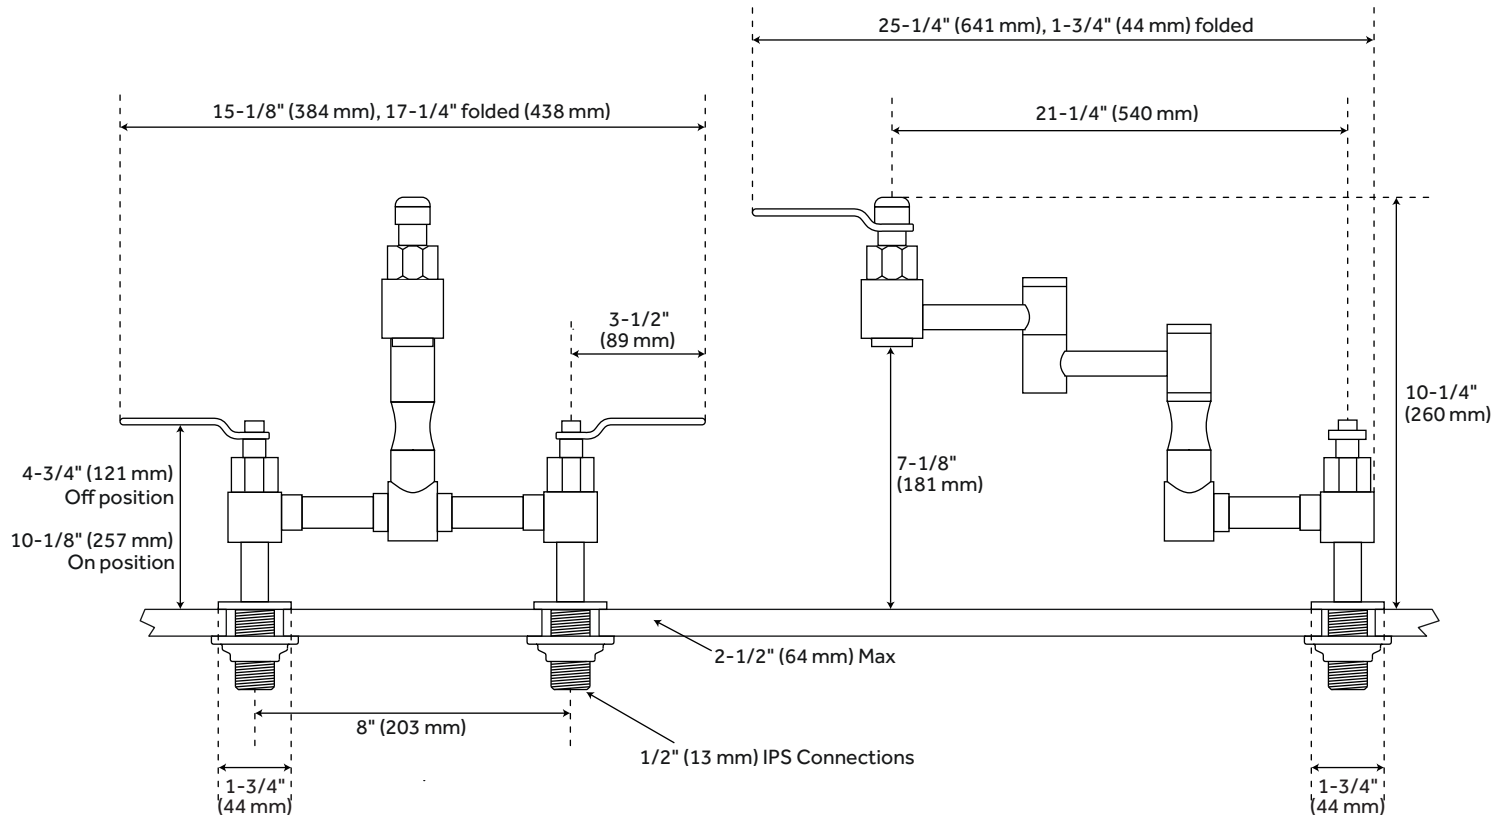 25-1/4" (641 mm), 1-3/4" (44 mm) folded
15-1/8" (384 mm), 17-1/4" folded (438 mm)
21-1/4" (540 mm)
3-1/2"
(89 mm)
10-1/4"
(260 mm)
4-3/4" (121 mm)
Off position
7-1/8"
(181 mm)
10-1/8" (257 mm)
On position
2-1/2" (64 mm) Max
8" (203 mm)
1/2" (13 mm) IPS Connections
1-3/4"
(44 mm)
1-3/4"
(44 mm)